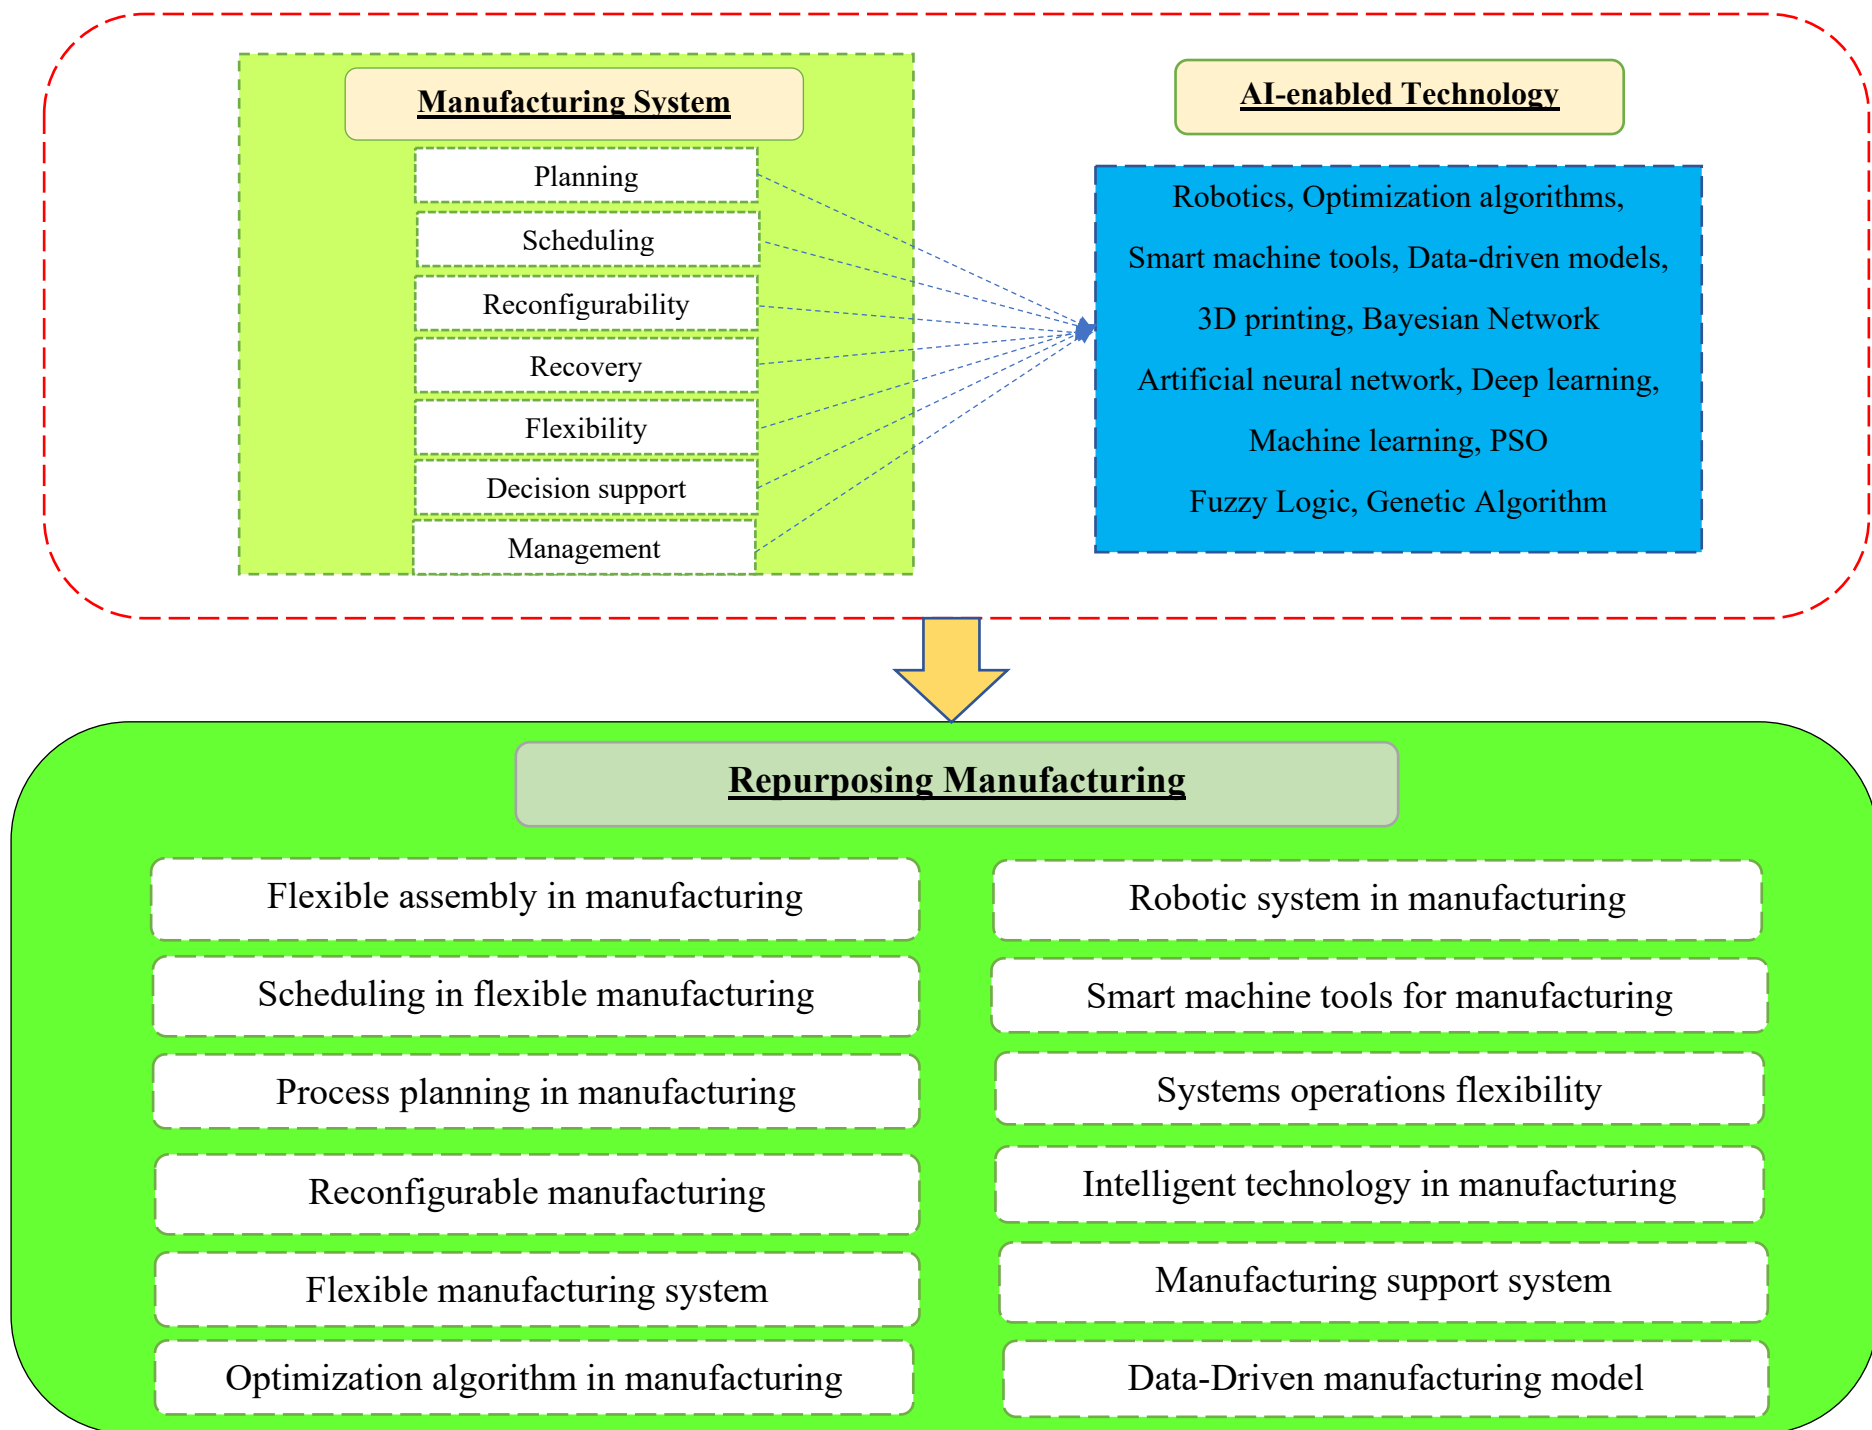 Manufacturing System
Planning
Scheduling
Reconfigurability
Recovery
Flexibility
Decision support
Management
AI-enabled Technology
Robotics, Optimization algorithms,
Smart machine tools, Data-driven models,
3D printing, Bayesian Network
Artificial neural network, Deep learning,
Machine learning, PSO
Fuzzy Logic, Genetic Algorithm
Repurposing Manufacturing
Flexible assembly in manufacturing
Scheduling in flexible manufacturing
Process planning in manufacturing
Reconfigurable manufacturing
Flexible manufacturing system
Optimization algorithm in manufacturing
Robotic system in manufacturing
Smart machine tools for manufacturing
Systems operations flexibility
Intelligent technology in manufacturing
Manufacturing support system
Data-Driven manufacturing model